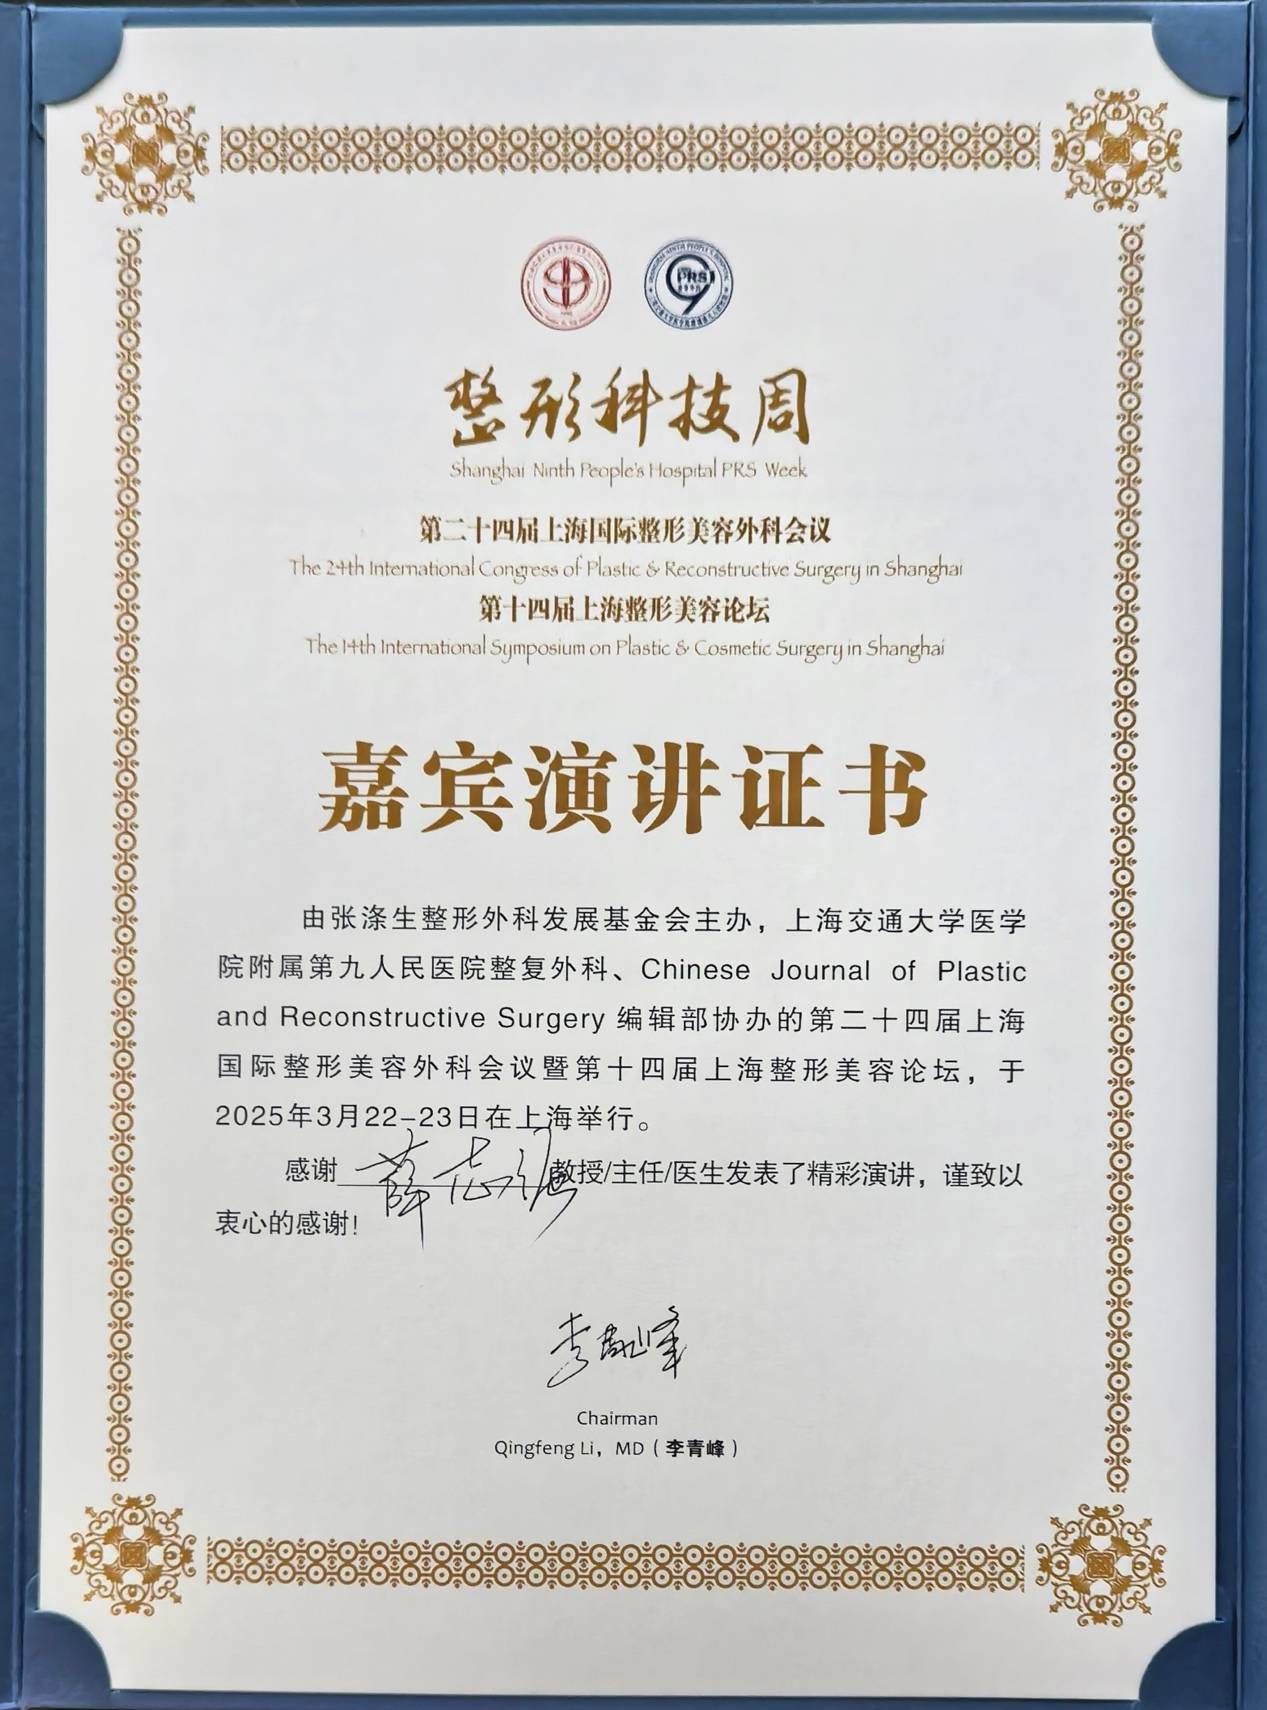 整形科技周
Shanghai Ninth People's Hospital PRS Week
第二十四届上海国际整形美容外科会议
The 24th International Congress of Plastic & Reconstructive Surgery in Shanghai
第十四届上海整形美容论坛
The 14th International Symposium on Plastic & Cosmetic Surgery in Shanghai
嘉宾演讲证书
由张涤生整形外科发展基金会主办，上海交通大学医学
院附属第九人民医院整复外科、Chinese Journal of Plastic
and Reconstructive Surgery 编辑部协办的第二十四届上海
国际整形美容外科会议暨第十四届上海整形美容论坛，于
2025年3月22-23日在上海举行。
感谢 薛志 教授/主任/医生发表了精彩演讲，谨致以
衷心的感谢！
李青峰
Chairman
Qingfeng Li，MD（李青峰）